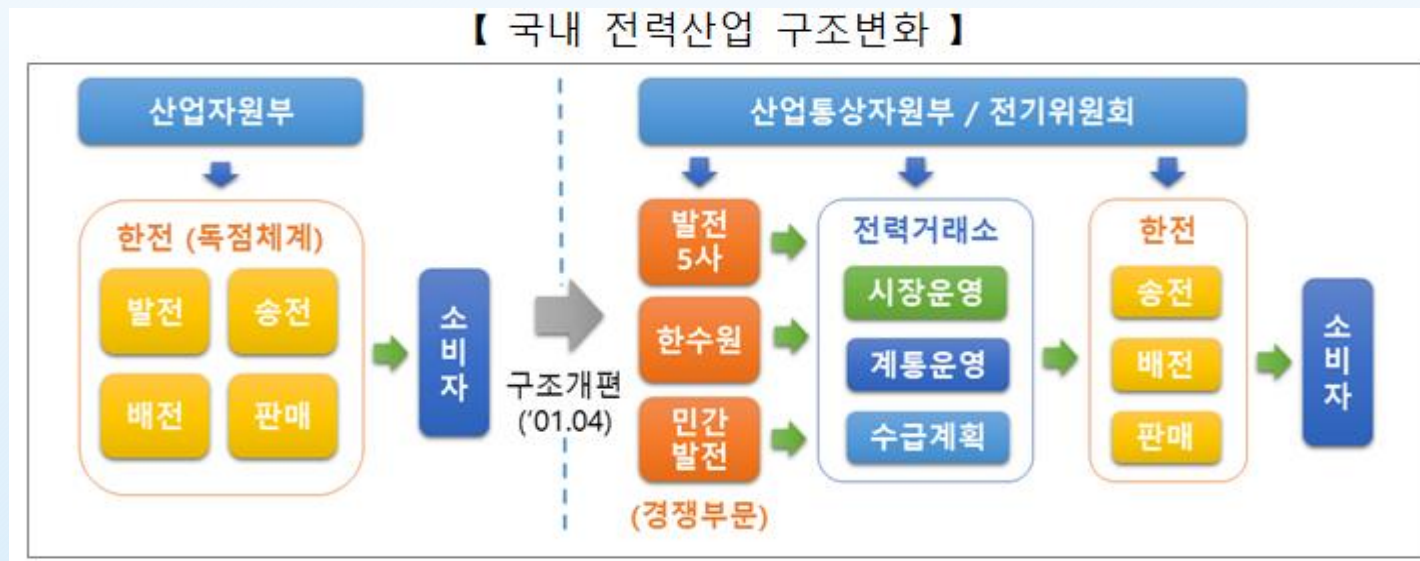 【 국내 전력산업 구조변화 】
산업자원부
한전 (독점체계)
발전
송전
배전
판매
소
비
자
구조개편
('01.04)
산업통상자원부 / 전기위원회
발전
5사
한수원
민간
발전
(경쟁부문)
전력거래소
시장운영
계통운영
수급계획
한전
송전
배전
판매
소
비
자